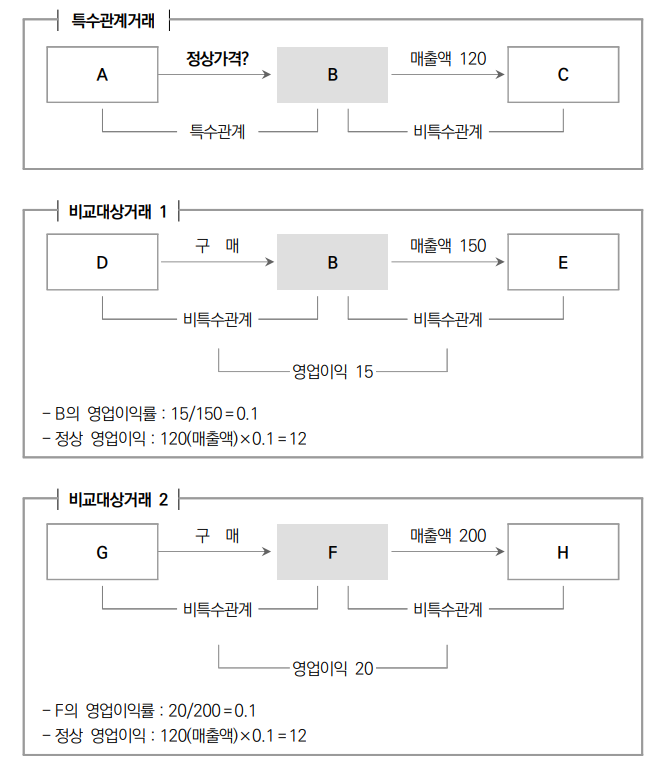 특수관계거래
A
정상가격?
B
매출액 120
C
특수관계
비특수관계
비교대상거래 1
D
구 매
B
매출액 150
E
비특수관계
비특수관계
영업이익 15
- B의 영업이익률 : 15/150=0.1
- 정상 영업이익 : 120(매출액)×0.1=12
비교대상거래 2
G
구 매
F
매출액 200
H
비특수관계
비특수관계
영업이익 20
- F의 영업이익률 : 20/200=0.1
- 정상 영업이익 : 120(매출액)×0.1=12